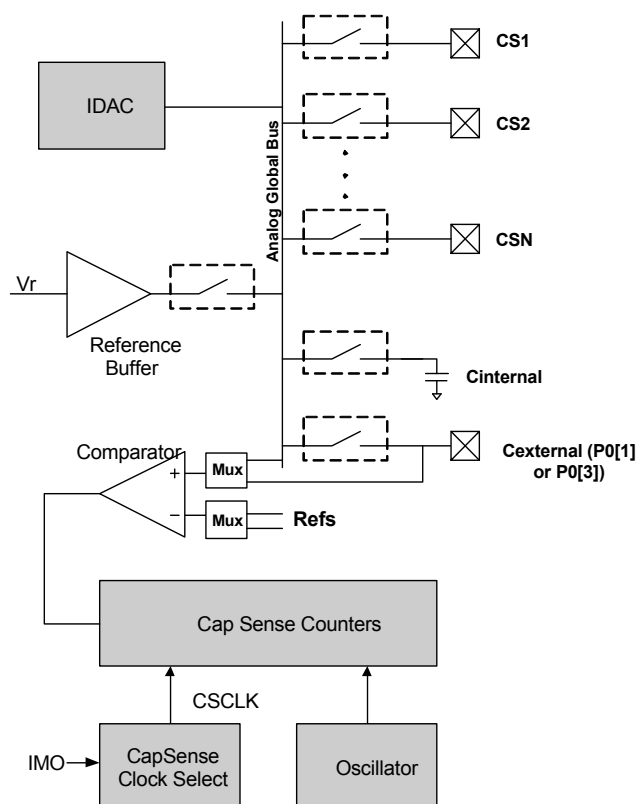 CS1
IDAC
CS2
Analog Global Bus
CSN
Vr
Reference
Buffer
Cinternal
Comparator
Mux
Cexternal (P0[1]
or P0[3])
+
−
Mux
Refs
Cap Sense Counters
CSCLK
IMO
CapSense
Clock Select
Oscillator